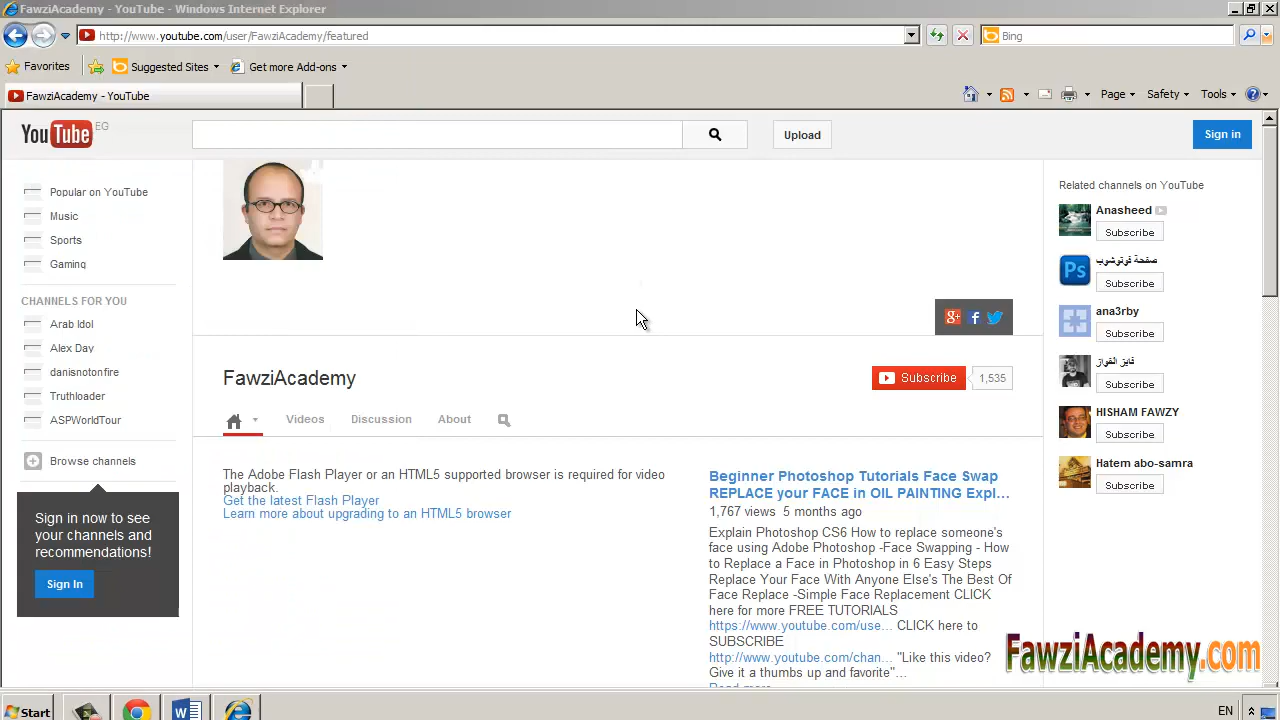 FawziAcademy - YouTube - Windows Internet Explorer
http://www.youtube.com/user/FawziAcademy/featured
Bing
Favorites
Suggested Sites
Get more Add-ons
FawziAcademy - YouTube
Page
Safety
Tools
YouTube EG
Upload
Sign in
Popular on YouTube
Music
Sports
Gaming
CHANNELS FOR YOU
Arab Idol
Alex Day
danisnotonfire
Truthloader
ASPWorldTour
Browse channels
Sign in now to see
your channels and
recommendations!
Sign In
FawziAcademy
Subscribe
1,535
Videos
Discussion
About
The Adobe Flash Player or an HTML5 supported browser is required for video
playback.
Get the latest Flash Player
Learn more about upgrading to an HTML5 browser
Beginner Photoshop Tutorials Face Swap
REPLACE your FACE in OIL PAINTING Expl...
1,767 views 5 months ago
Explain Photoshop CS6 How to replace someone's
face using Adobe Photoshop -Face Swapping - How
to Replace a Face in Photoshop in 6 Easy Steps
Replace Your Face With Anyone Else's The Best Of
Face Replace -Simple Face Replacement CLICK
here for more FREE TUTORIALS
https://www.youtube.com/use... CLICK here to
SUBSCRIBE
http://www.youtube.com/chan... "Like this video?
Give it a thumbs up and favorite"...
Read more
Related channels on YouTube
Anasheed
Subscribe
Ps
صفحة فوتوشوب
Subscribe
ana3rby
Subscribe
فايز الفراز
Subscribe
HISHAM FAWZY
Subscribe
Hatem abo-samra
Subscribe
FawziAcademy.com
Start
EN